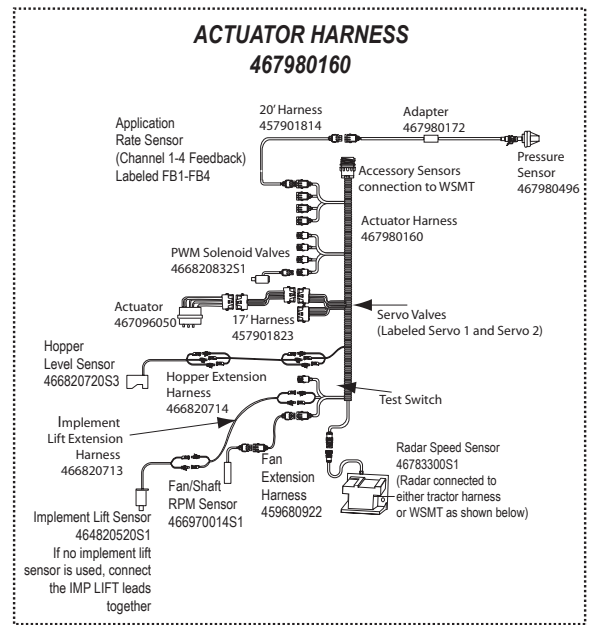 ACTUATOR HARNESS
467980160
20' Harness
457901814
Adapter
467980172
Application
Rate Sensor
(Channel 1-4 Feedback)
Labeled FB1-FB4
Pressure
Sensor
467980496
Accessory Sensors
connection to WSMT
Actuator Harness
467980160
PWM Solenoid Valves
466820832S1
Actuator
467096050
17' Harness
457901823
Servo Valves
(Labeled Servo 1 and Servo 2)
Hopper
Level Sensor
466820720S3
Hopper Extension
Harness
466820714
Test Switch
Implement
Lift Extension
Harness
466820713
Fan/Shaft
RPM Sensor
466970014S1
Fan
Extension
Harness
459680922
Radar Speed Sensor
46783300S1
(Radar connected to
either tractor harness
or WSMT as shown below)
Implement Lift Sensor
464820520S1
If no implement lift
sensor is used, connect
the IMP LIFT leads
together